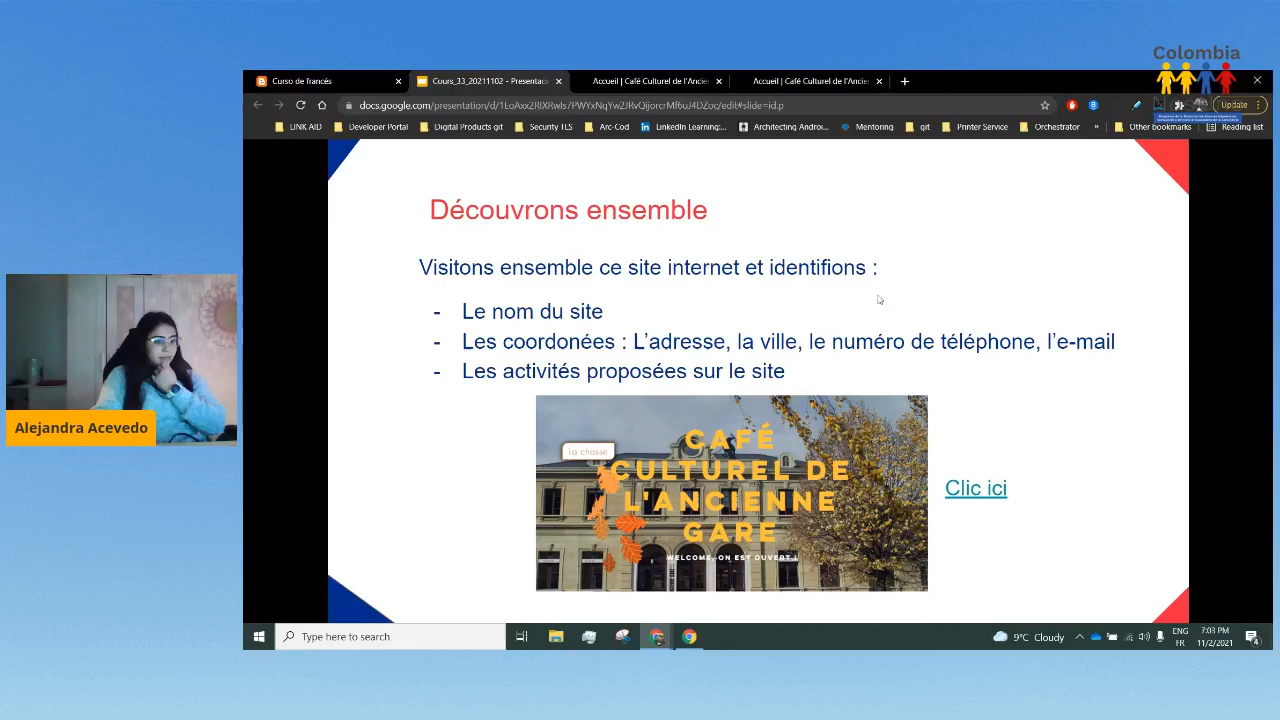 Colombia
Curso de francés
Cours_33_20211102 - Presentaci
Accueil | Café Culturel de l'Ancier
Accueil | Café Culturel de l'Ancier
Update
LINK AID
Developer Portal
Digital Products git
Security TLS
Arc-Cod
LinkedIn Learning:...
Architecting Androi...
Mentoring
git
Printer Service
Orchestrator
»
Other bookmarks
Reading list
Découvrons ensemble
Visitons ensemble ce site internet et identifions :
- Le nom du site
- Les coordonées : L'adresse, la ville, le numéro de téléphone, l'e-mail
- Les activités proposées sur le site
la chasse
CAFÉ
CULTUREL DE
L'ANCIENNE
GARE
WELCOME, ON EST OUVERT !
Clic ici
Alejandra Acevedo
Type here to search
9°C Cloudy
ENG
FR
7:03 PM
11/2/2021
4